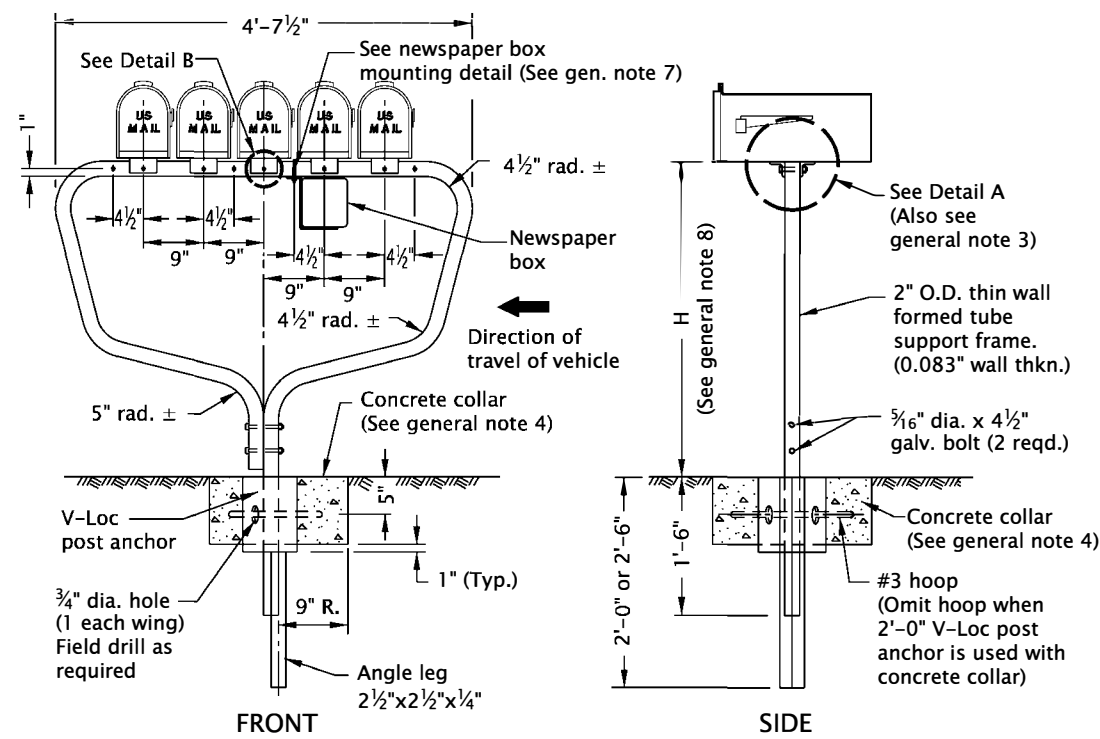 4'-7½"
See Detail B
See newspaper box
mounting detail (See gen. note 7)
US
MAIL
US
MAIL
US
MAIL
US
MAIL
US
MAIL
1"
4½" rad. ±
4½"
4½"
9"
9"
4½"
4½"
9"
9"
Newspaper
box
4½" rad. ±
Direction of
travel of vehicle
5" rad. ±
Concrete collar
(See general note 4)
V-Loc
post anchor
5"
1" (Typ.)
¾" dia. hole
(1 each wing)
Field drill as
required
9" R.
Angle leg
2½"x2½"x¼"
FRONT
See Detail A
(Also see
general note 3)
H
(See general note 8)
2" O.D. thin wall
formed tube
support frame.
(0.083" wall thkn.)
5⁄16" dia. x 4½"
galv. bolt (2 reqd.)
2'-0" or 2'-6"
1'-6"
Concrete collar
(See general note 4)
#3 hoop
(Omit hoop when
2'-0" V-Loc post
anchor is used with
concrete collar)
SIDE